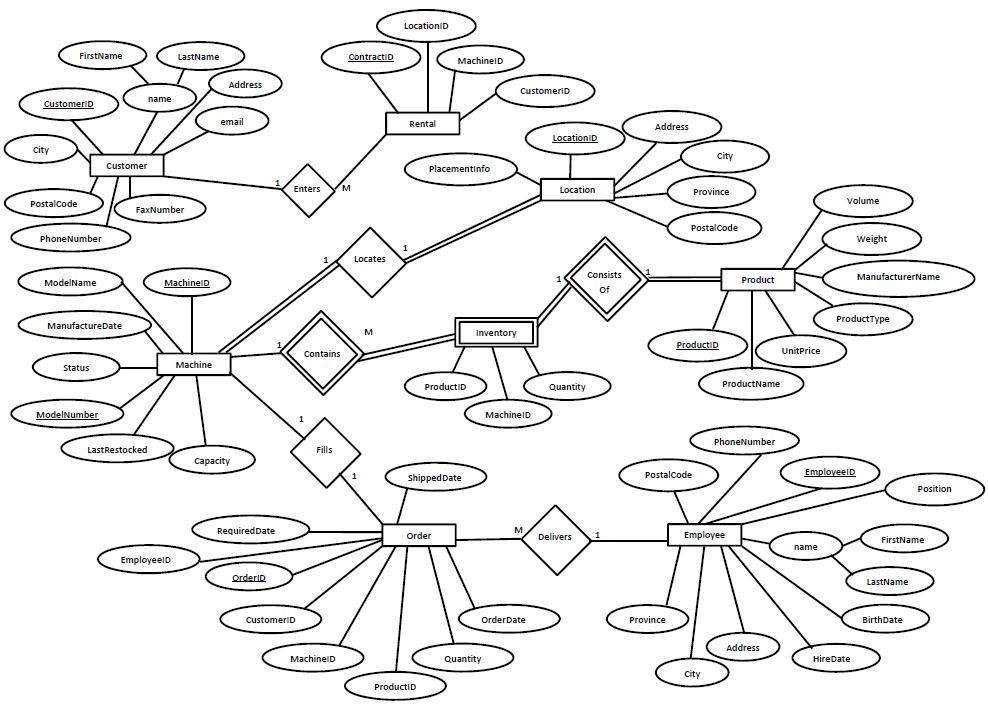 LocationID
ContractID
MachineID
CustomerID
Rental
FirstName
LastName
CustomerID
name
Address
email
City
Customer
PostalCode
FaxNumber
PhoneNumber
1
Enters
M
LocationID
Address
PlacementInfo
City
Location
Province
PostalCode
1
Locates
1
Volume
Weight
ManufacturerName
ProductType
Product
ProductID
UnitPrice
ProductName
1
Consists
Of
1
ModelName
MachineID
ManufactureDate
Status
Machine
ModelNumber
LastRestocked
Capacity
1
Contains
M
Inventory
ProductID
MachineID
Quantity
1
Fills
1
ShippedDate
RequiredDate
Order
EmployeeID
OrderID
CustomerID
MachineID
ProductID
Quantity
OrderDate
M
Delivers
1
PhoneNumber
PostalCode
EmployeeID
Position
Employee
name
FirstName
LastName
BirthDate
HireDate
Address
City
Province